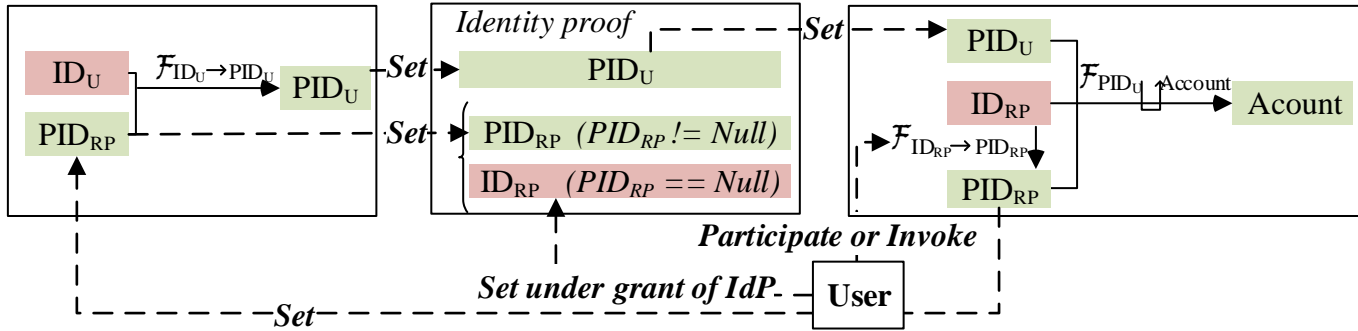 ID_U
PID_RP
ℱ_ID_U→PID_U
PID_U
Set
Set
Identity proof
PID_U
PID_RP (PID_RP != Null)
ID_RP (PID_RP == Null)
Set
PID_U
ID_RP
ℱ_ID_RP→PID_RP
PID_RP
ℱ_PID_U→Account
Acount
Participate or Invoke
Set under grant of IdP
User
Set